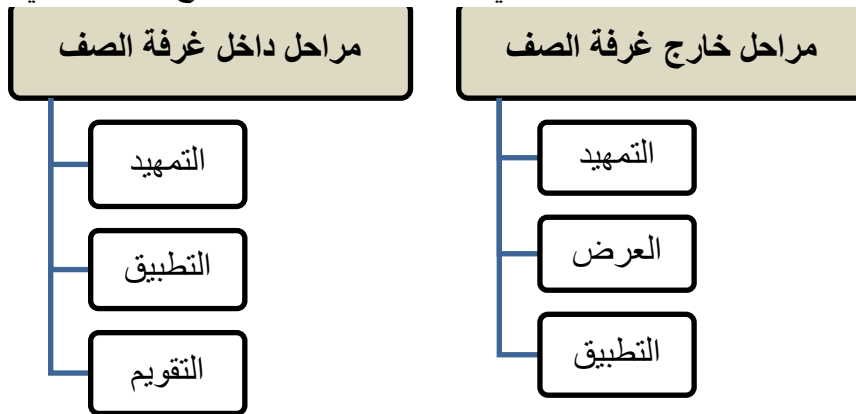 مراحل خارج غرفة الصف
التمهيد
العرض
التطبيق
مراحل داخل غرفة الصف
التمهيد
التطبيق
التقويم